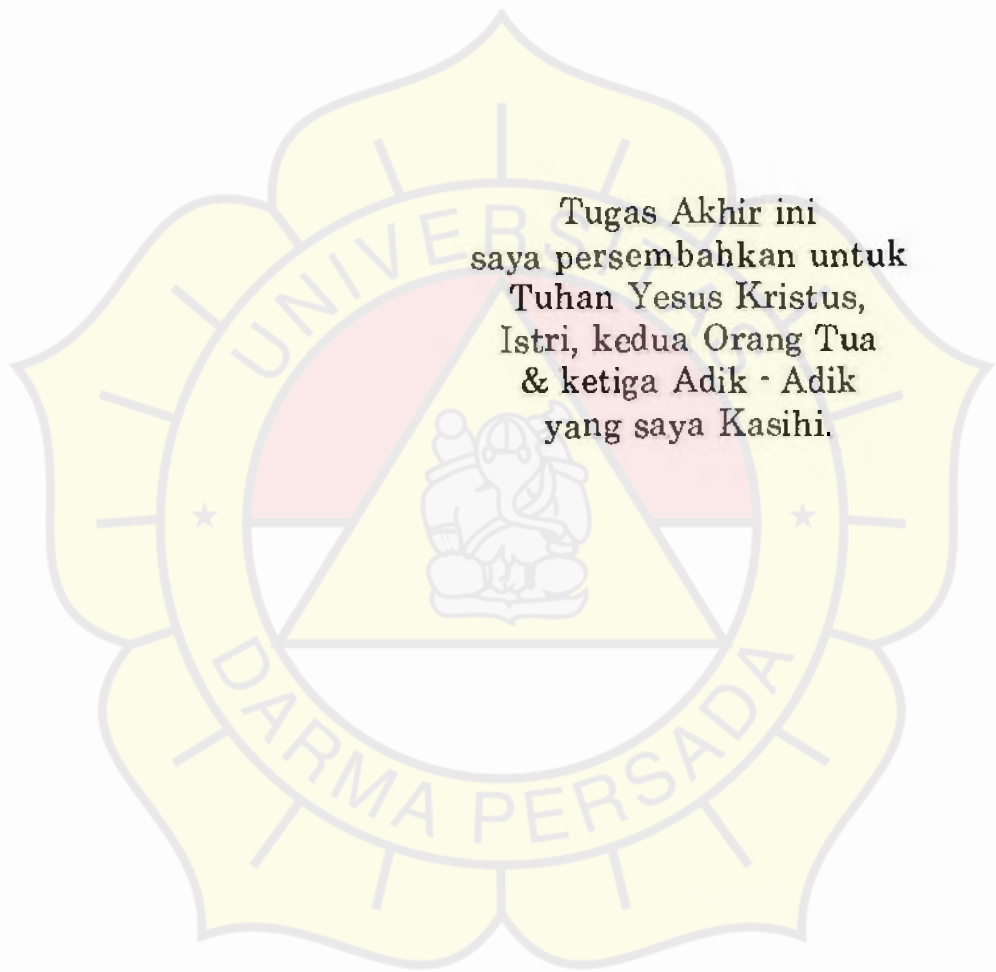 UNIVERSITAS
Tugas Akhir ini
saya persembahkan untuk
Tuhan Yesus Kristus,
Istri, kedua Orang Tua
& ketiga Adik - Adik
yang saya Kasihi.
DARMA PERSADA